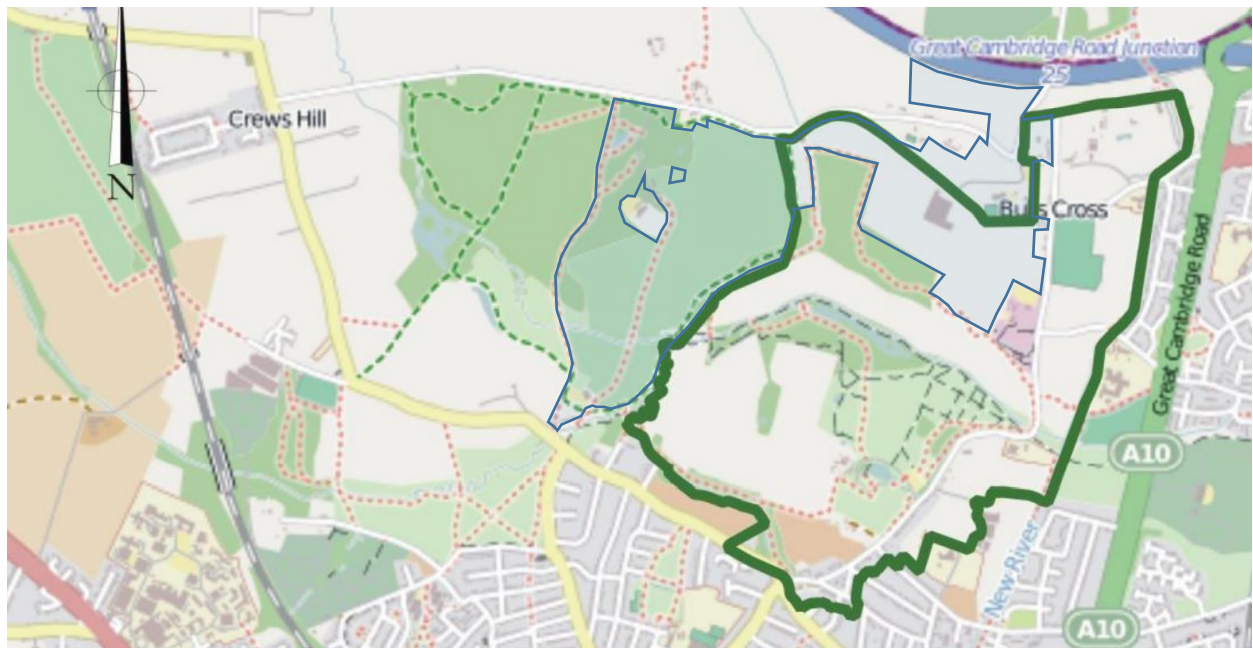 Great Cambridge Road Junction
25
Crews Hill
N
Bulls Cross
Great Cambridge Road
A10
New River
A10